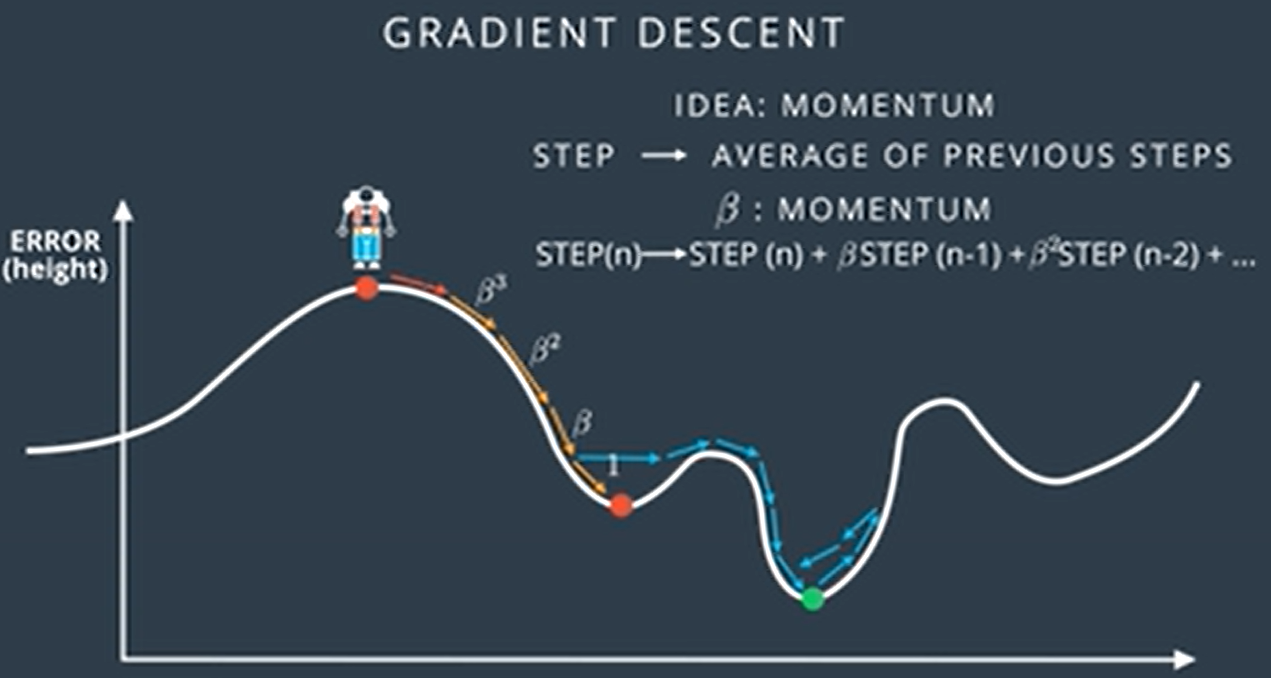 GRADIENT DESCENT
IDEA: MOMENTUM
STEP → AVERAGE OF PREVIOUS STEPS
β : MOMENTUM
STEP(n)→STEP (n) + βSTEP (n-1) + β²STEP (n-2) + ...
ERROR
(height)
β³
β²
β
1